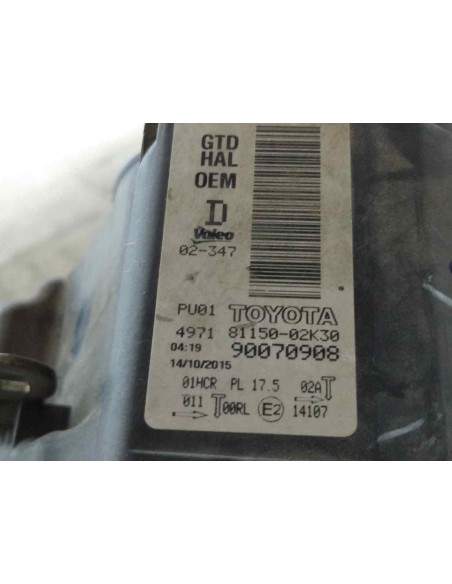 GTD
HAL
OEM
D
Valeo
02-347
PU01 TOYOTA
4971 81150-02K30
04:19 90070908
14/10/2015
01HCR PL 17.5 02A T
011 T 00RL E2 14107